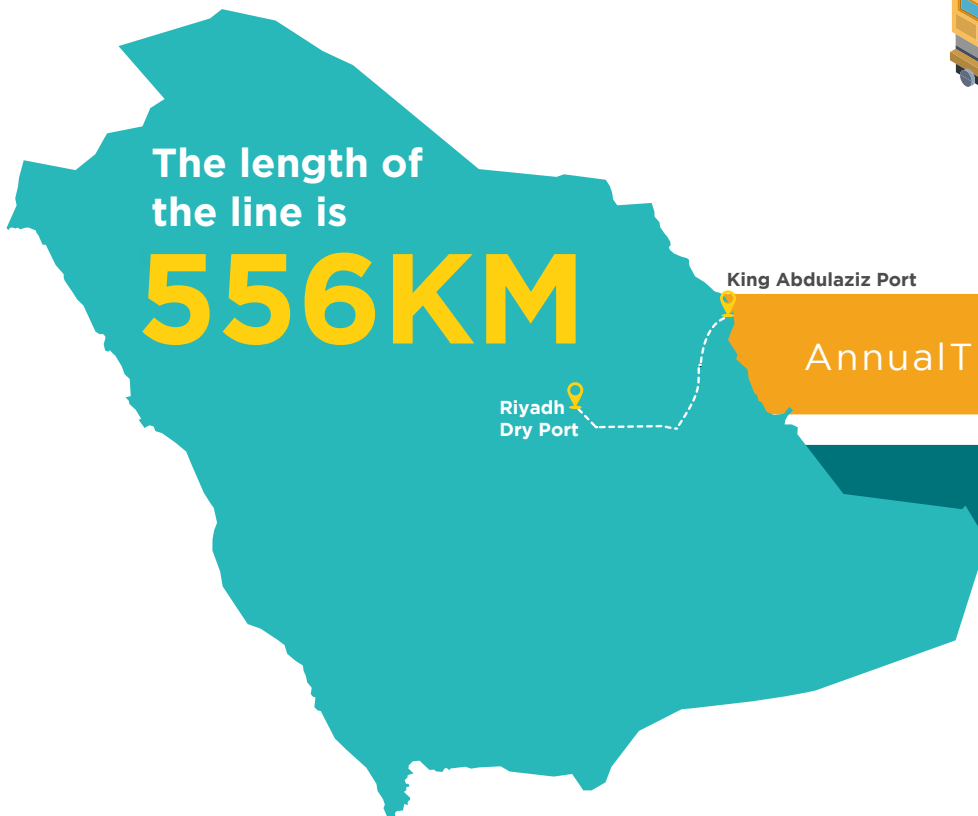 The length of
the line is
556KM
King Abdulaziz Port
AnnualT
Riyadh
Dry Port